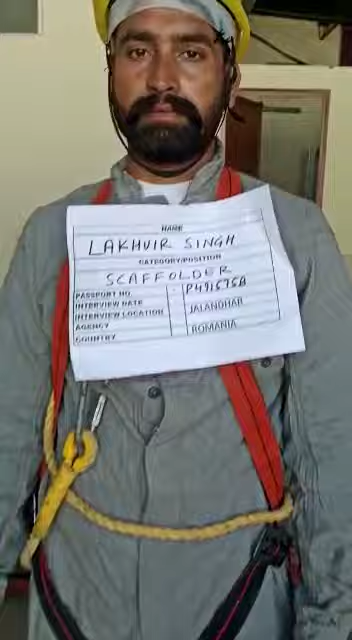 NAME
LAKHVIR SINGH
CATEGORY/POSITION
SCAFFOLDER
PASSPORT NO. :
INTERVIEW DATE :
INTERVIEW LOCATION : JALANDHAR
AGENCY :
COUNTRY : ROMANIA